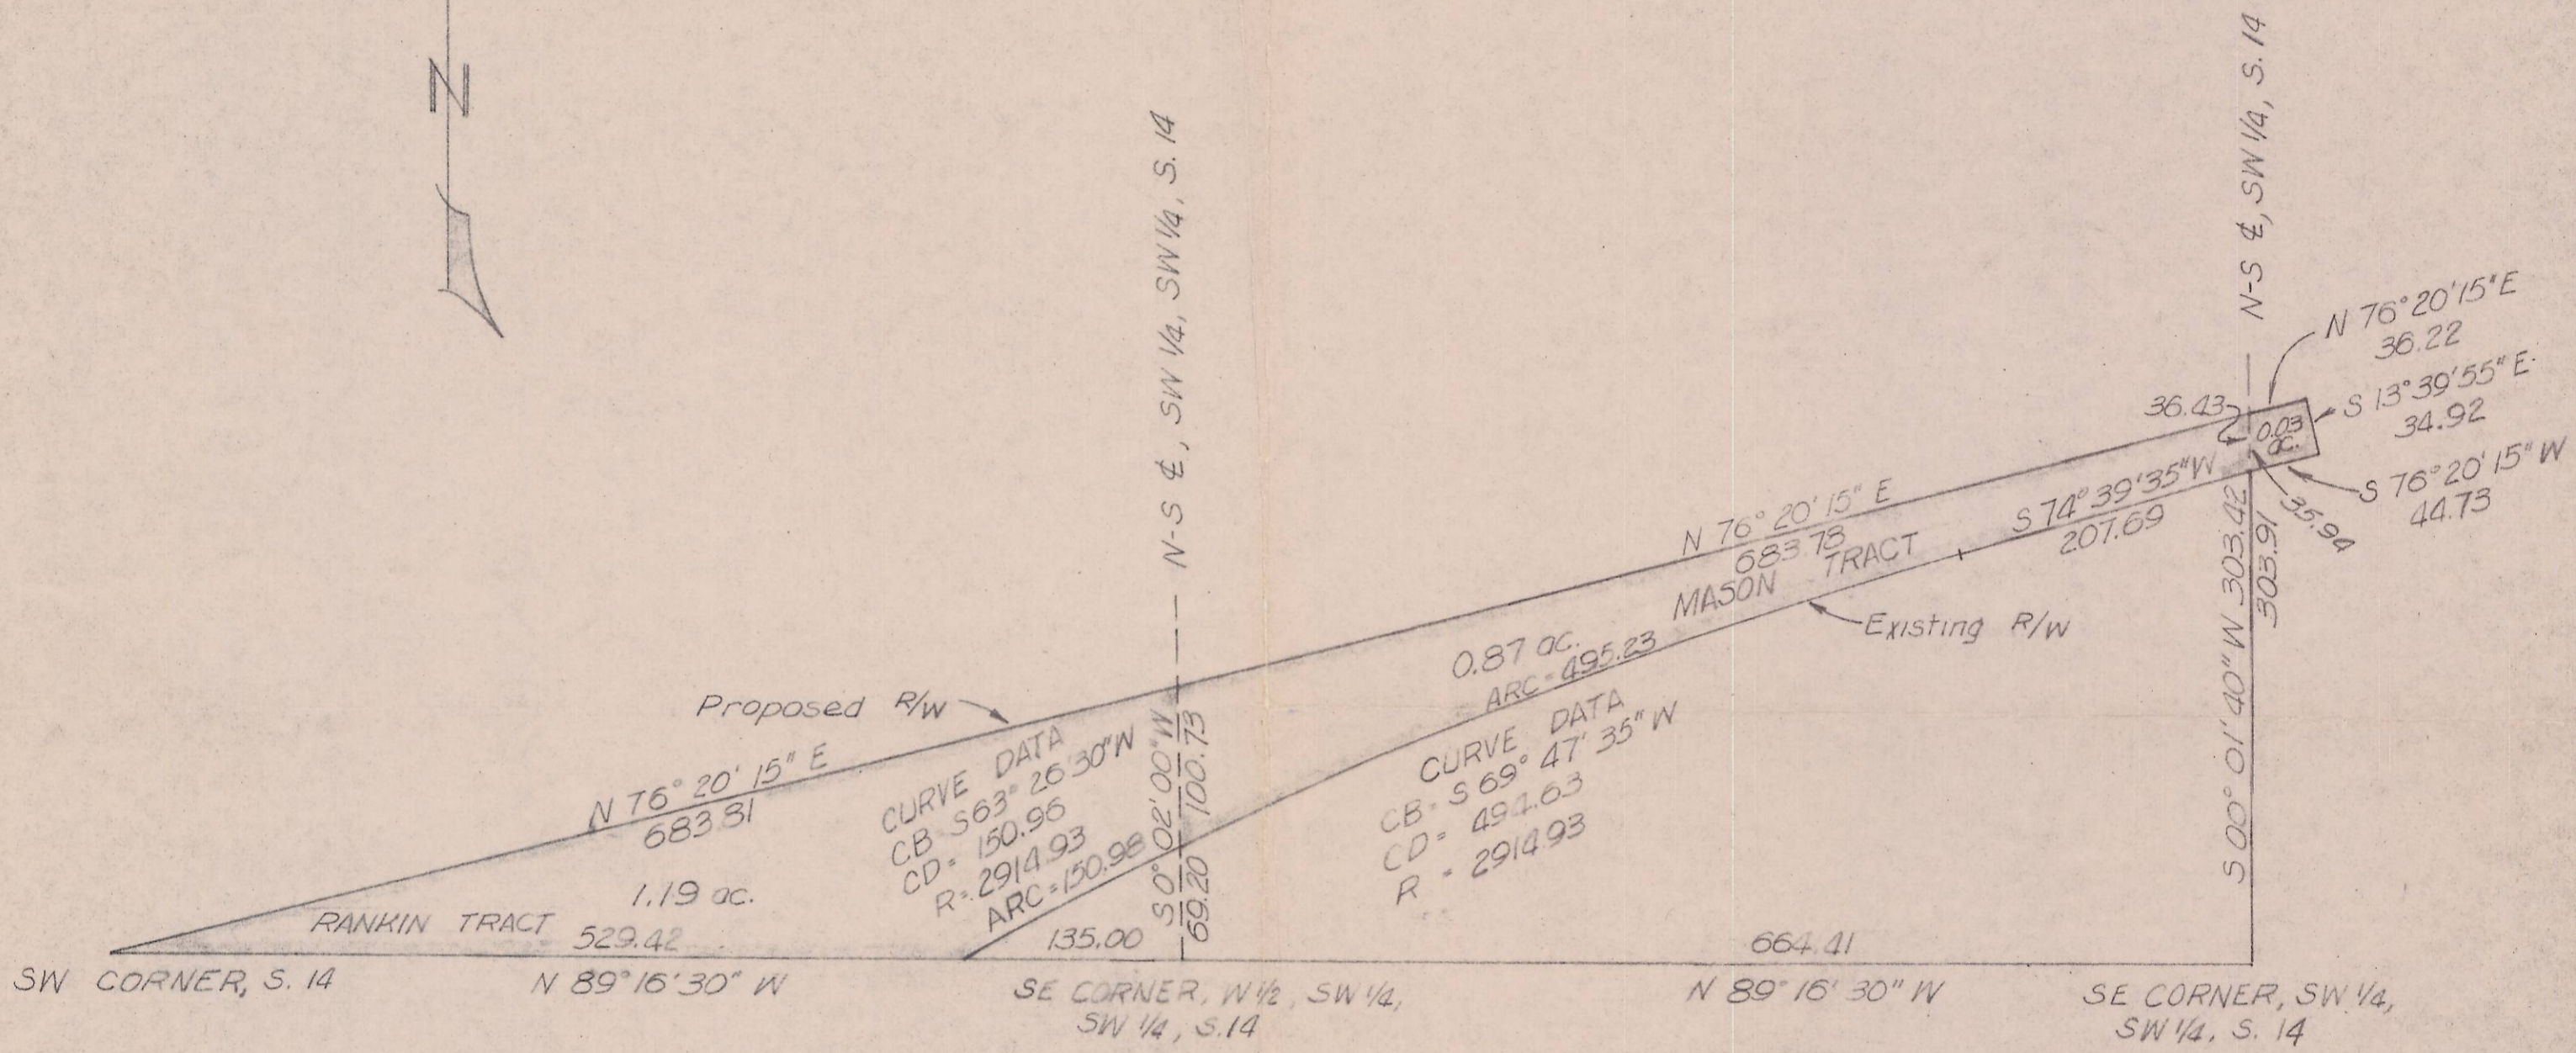 N
N-S ℄, SW 1/4, SW 1/4, S. 14
N-S ℄, SW 1/4, S. 14
N 76° 20' 15" E
36.22
S 13° 39' 55" E
34.92
S 76° 20' 15" W
44.73
36.43
0.03
ac.
35.94
N 76° 20' 15" E
683.78
S 74° 39' 35" W
207.69
MASON TRACT
Existing R/W
0.87 ac.
ARC = 495.23
CURVE DATA
CB = S 69° 47' 35" W
CD = 494.63
R = 2914.93
S 00° 01' 40" W 303.42
303.91
Proposed R/W
N 76° 20' 15" E
683.81
CURVE DATA
CB = S 63° 26' 30" W
CD = 150.96
R = 2914.93
ARC = 150.98
S 0° 02' 00" W
100.73
69.20
1.19 ac.
RANKIN TRACT
529.42
135.00
664.41
SW CORNER, S. 14
N 89° 16' 30" W
SE CORNER, W 1/2, SW 1/4,
SW 1/4, S. 14
N 89° 16' 30" W
SE CORNER, SW 1/4,
SW 1/4, S. 14